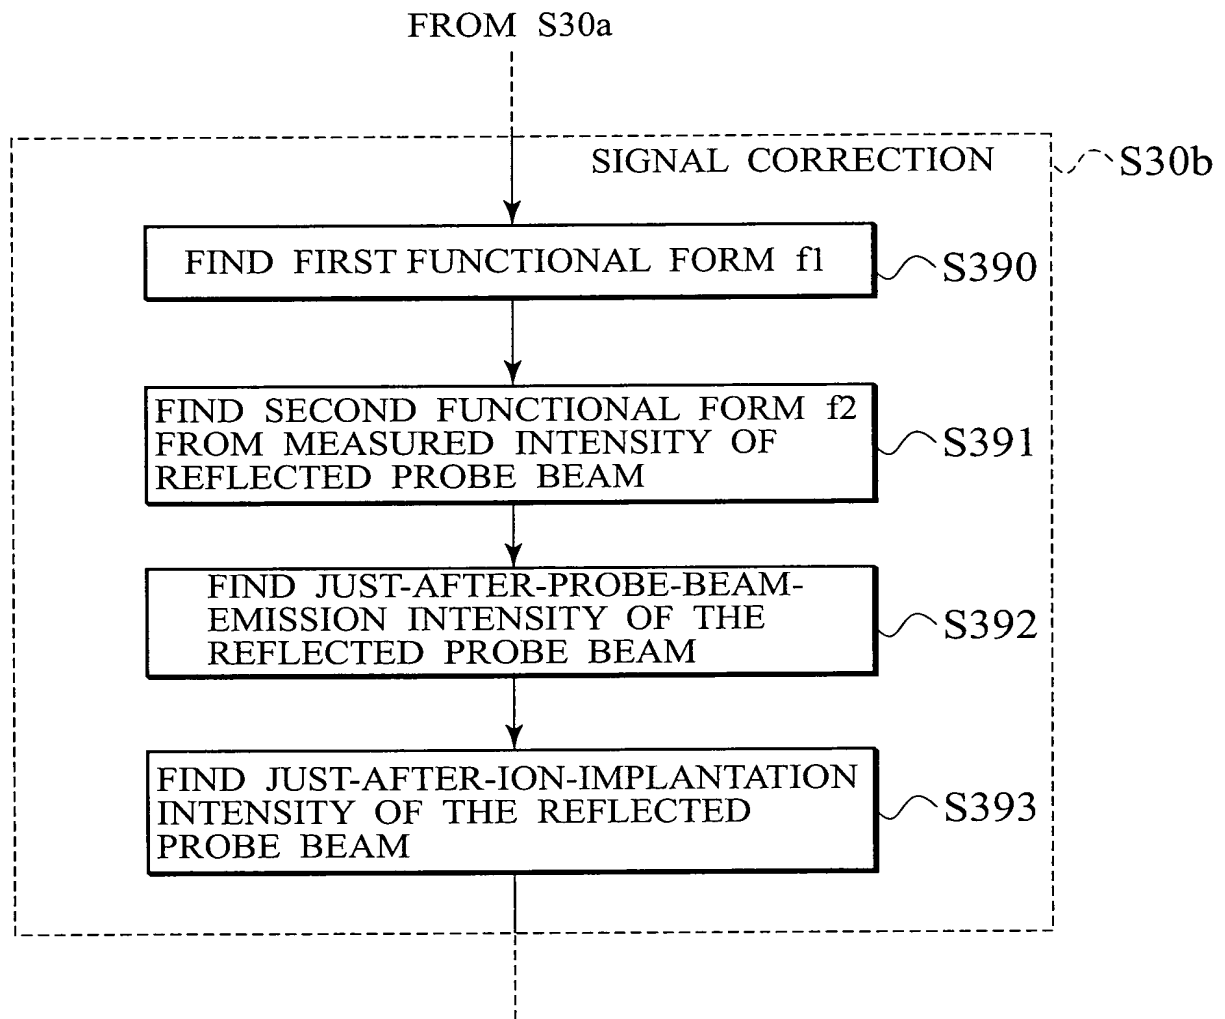 FROM S30a
SIGNAL CORRECTION
S30b
FIND FIRST FUNCTIONAL FORM f1
S390
FIND SECOND FUNCTIONAL FORM f2
FROM MEASURED INTENSITY OF
REFLECTED PROBE BEAM
S391
FIND JUST-AFTER-PROBE-BEAM-
EMISSION INTENSITY OF THE
REFLECTED PROBE BEAM
S392
FIND JUST-AFTER-ION-IMPLANTATION
INTENSITY OF THE REFLECTED
PROBE BEAM
S393